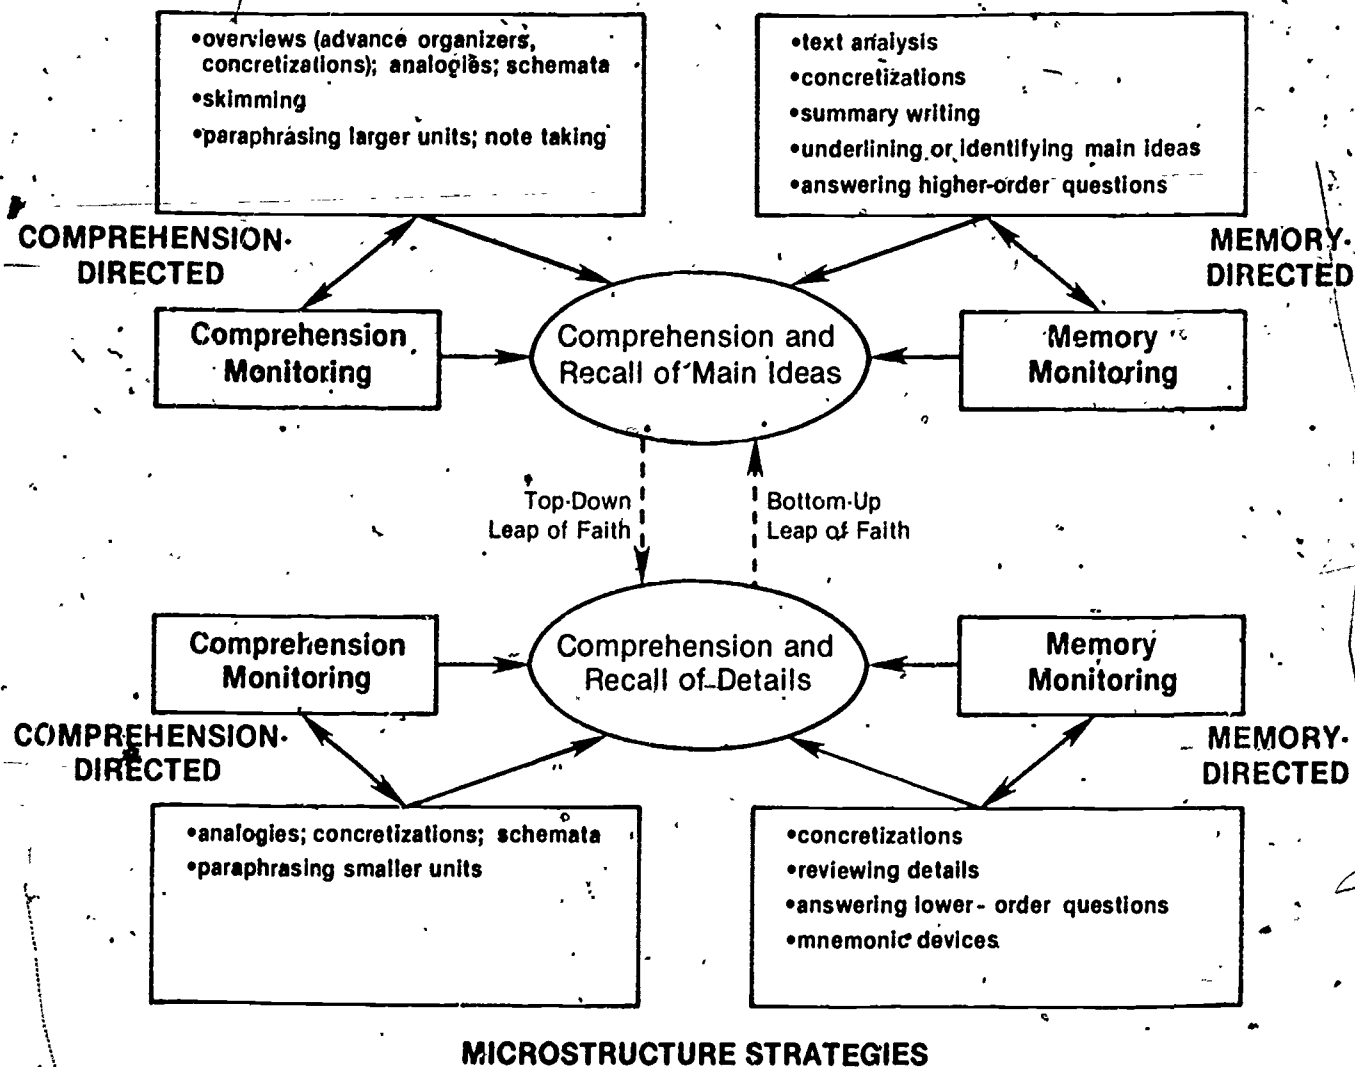 •overviews (advance organizers,
concretizations); analogies; schemata
•skimming
•paraphrasing larger units; note taking
•text analysis
•concretizations
•summary writing
•underlining or identifying main ideas
•answering higher-order questions
COMPREHENSION-
DIRECTED
MEMORY-
DIRECTED
Comprehension
Monitoring
Comprehension and
Recall of Main Ideas
Memory
Monitoring
Top-Down
Leap of Faith
Bottom-Up
Leap of Faith
Comprehension
Monitoring
Comprehension and
Recall of Details
Memory
Monitoring
COMPREHENSION-
DIRECTED
MEMORY-
DIRECTED
•analogies; concretizations; schemata
•paraphrasing smaller units
•concretizations
•reviewing details
•answering lower- order questions
•mnemonic devices
MICROSTRUCTURE STRATEGIES